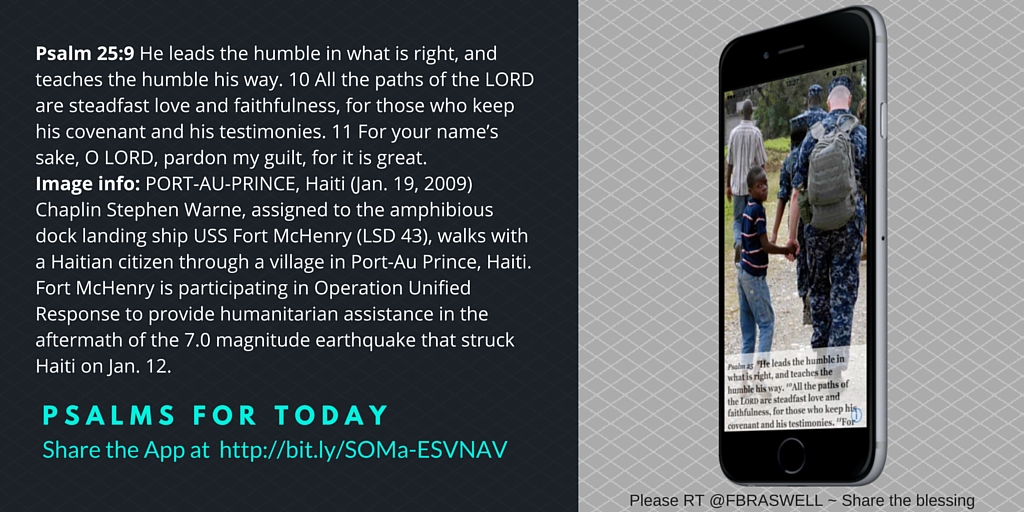 Psalm 25:9 He leads the humble in what is right, and
teaches the humble his way. 10 All the paths of the LORD
are steadfast love and faithfulness, for those who keep
his covenant and his testimonies. 11 For your name's
sake, O LORD, pardon my guilt, for it is great.
Image info: PORT-AU-PRINCE, Haiti (Jan. 19, 2009)
Chaplin Stephen Warne, assigned to the amphibious
dock landing ship USS Fort McHenry (LSD 43), walks with
a Haitian citizen through a village in Port-Au Prince, Haiti.
Fort McHenry is participating in Operation Unified
Response to provide humanitarian assistance in the
aftermath of the 7.0 magnitude earthquake that struck
Haiti on Jan. 12.
PSALMS FOR TODAY
Share the App at http://bit.ly/SOMa-ESVNAV
Psalm 25 ⁹He leads the humble in
what is right, and teaches the
humble his way. ¹⁰All the paths of
the LORD are steadfast love and
faithfulness, for those who keep his
covenant and his testimonies. ¹¹For
Please RT @FBRASWELL ~ Share the blessing